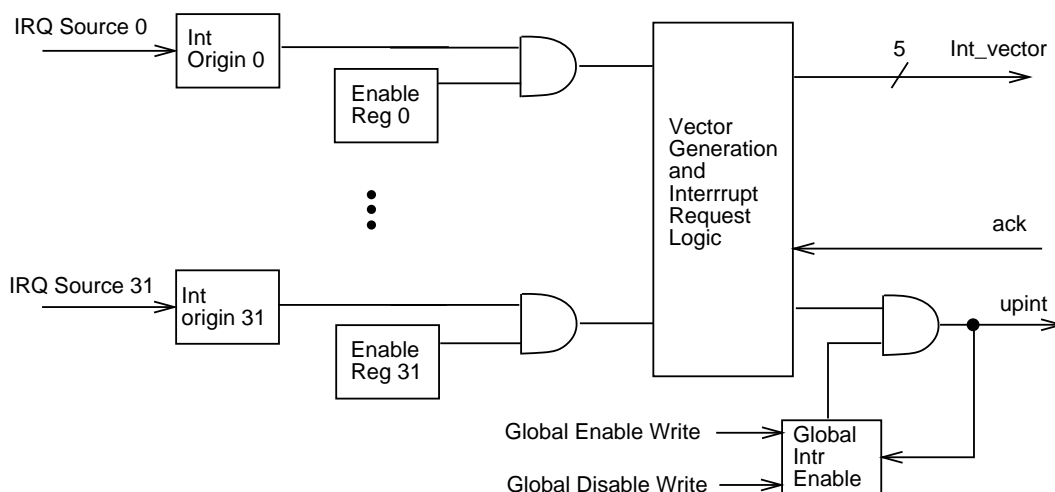 IRQ Source 0
Int
Origin 0
Enable
Reg 0
5
Int_vector
Vector
Generation
and
Interrrupt
Request
Logic
ack
IRQ Source 31
Int
origin 31
Enable
Reg 31
upint
Global Enable Write
Global
Intr
Enable
Global Disable Write